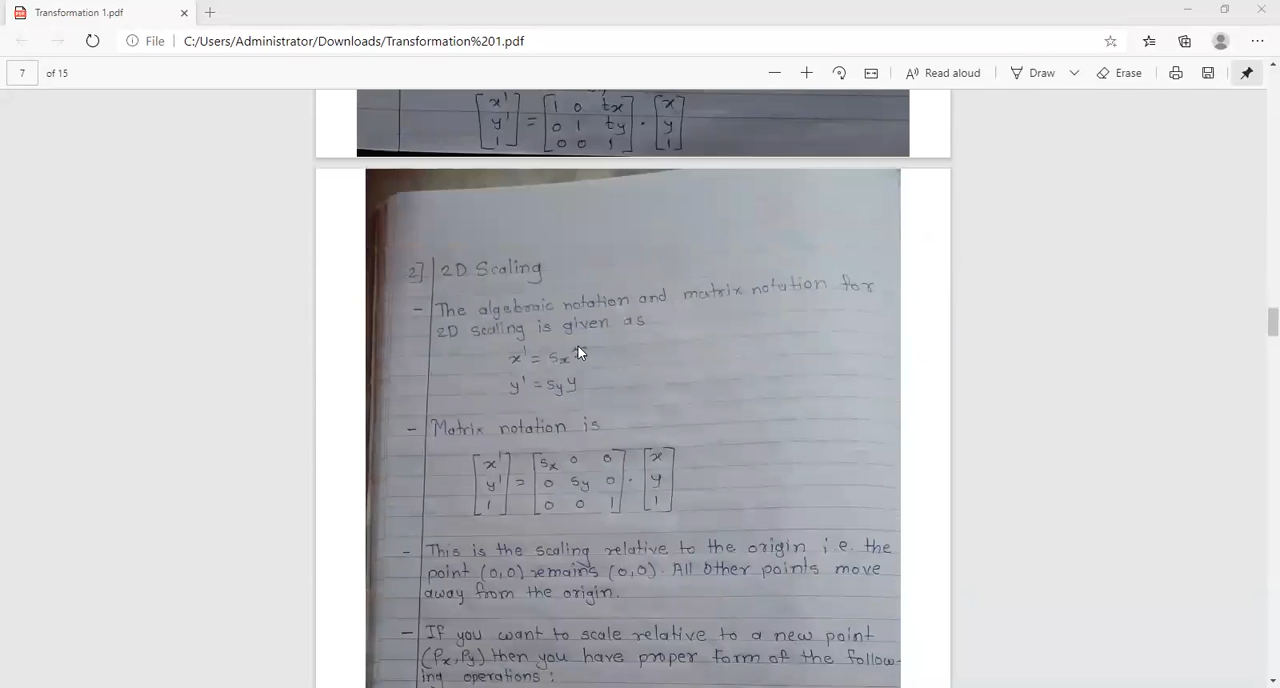 Transformation 1.pdf
File | C:/Users/Administrator/Downloads/Transformation%201.pdf
7 of 15
Read aloud
Draw
Erase
[x'] [1 0 tx] [x]
[y'] = [0 1 ty] . [y]
[1] [0 0 1] [1]
2] 2D Scaling
- The algebraic notation and matrix notation for
2D scaling is given as
x' = Sx
y' = Sy y
- Matrix notation is
[x'] [Sx 0 0] [x]
[y'] = [0 Sy 0] . [y]
[1] [0 0 1] [1]
- This is the scaling relative to the origin i.e. the
point (0,0) remains (0,0). All other points move
away from the origin.
- If you want to scale relative to a new point
(Px, Py) then you have proper form of the follow-
ing operations: